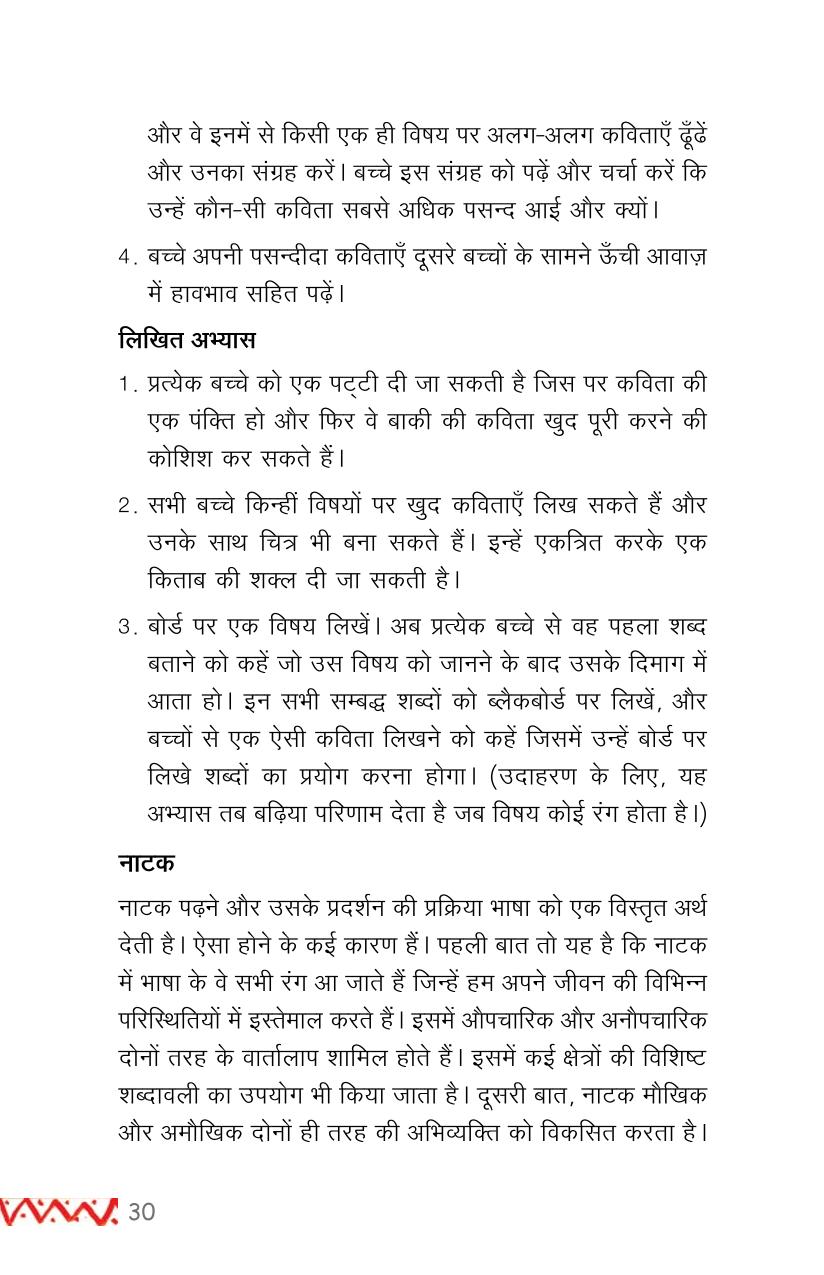 और वे इनमें से किसी एक ही विषय पर अलग-अलग कविताएँ ढूँढें
और उनका संग्रह करें। बच्चे इस संग्रह को पढ़ें और चर्चा करें कि
उन्हें कौन-सी कविता सबसे अधिक पसन्द आई और क्यों।
4. बच्चे अपनी पसन्दीदा कविताएँ दूसरे बच्चों के सामने ऊँची आवाज़
में हावभाव सहित पढ़ें।
लिखित अभ्यास
1. प्रत्येक बच्चे को एक पट्टी दी जा सकती है जिस पर कविता की
एक पंक्ति हो और फिर वे बाकी की कविता खुद पूरी करने की
कोशिश कर सकते हैं।
2. सभी बच्चे किन्हीं विषयों पर खुद कविताएँ लिख सकते हैं और
उनके साथ चित्र भी बना सकते हैं। इन्हें एकत्रित करके एक
किताब की शक्ल दी जा सकती है।
3. बोर्ड पर एक विषय लिखें। अब प्रत्येक बच्चे से वह पहला शब्द
बताने को कहें जो उस विषय को जानने के बाद उसके दिमाग में
आता हो। इन सभी सम्बद्ध शब्दों को ब्लैकबोर्ड पर लिखें, और
बच्चों से एक ऐसी कविता लिखने को कहें जिसमें उन्हें बोर्ड पर
लिखे शब्दों का प्रयोग करना होगा। (उदाहरण के लिए, यह
अभ्यास तब बढ़िया परिणाम देता है जब विषय कोई रंग होता है।)
नाटक
नाटक पढ़ने और उसके प्रदर्शन की प्रक्रिया भाषा को एक विस्तृत अर्थ
देती है। ऐसा होने के कई कारण हैं। पहली बात तो यह है कि नाटक
में भाषा के वे सभी रंग आ जाते हैं जिन्हें हम अपने जीवन की विभिन्न
परिस्थितियों में इस्तेमाल करते हैं। इसमें औपचारिक और अनौपचारिक
दोनों तरह के वार्तालाप शामिल होते हैं। इसमें कई क्षेत्रों की विशिष्ट
शब्दावली का उपयोग भी किया जाता है। दूसरी बात, नाटक मौखिक
और अमौखिक दोनों ही तरह की अभिव्यक्ति को विकसित करता है।
30